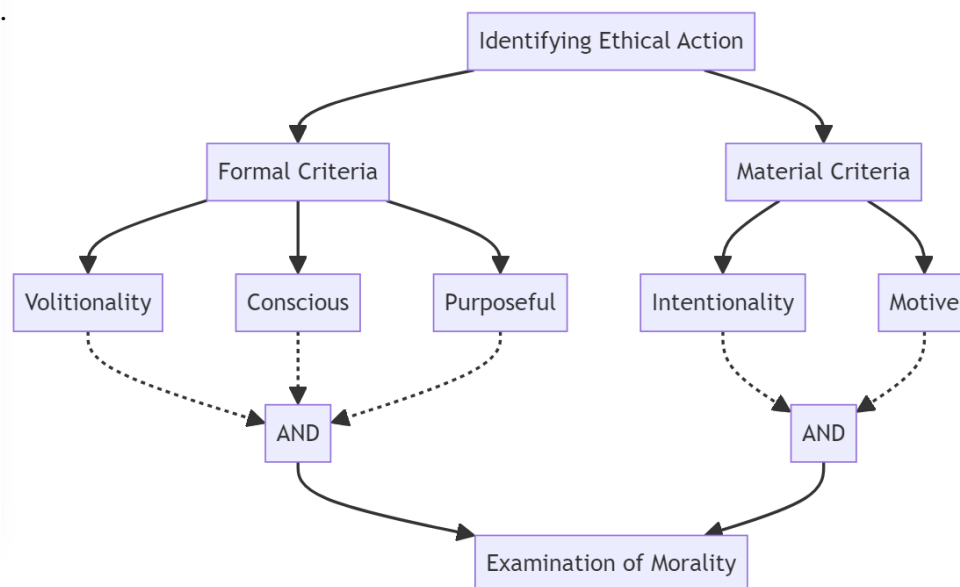 Identifying Ethical Action
Formal Criteria
Material Criteria
Volitionality
Conscious
Purposeful
Intentionality
Motive
AND
AND
Examination of Morality